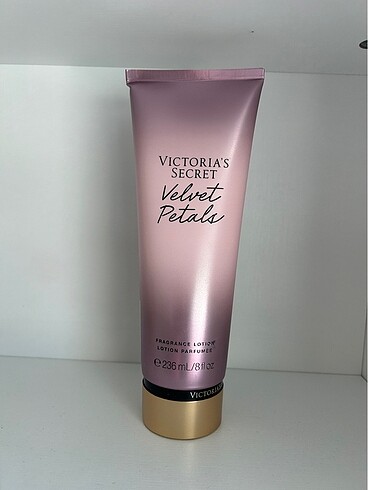 VICTORIA'S
SECRET
Velvet
Petals
FRAGRANCE LOTION
LOTION PARFUMÉE
℮ 236 mL/8 fl oz
VICTORIA